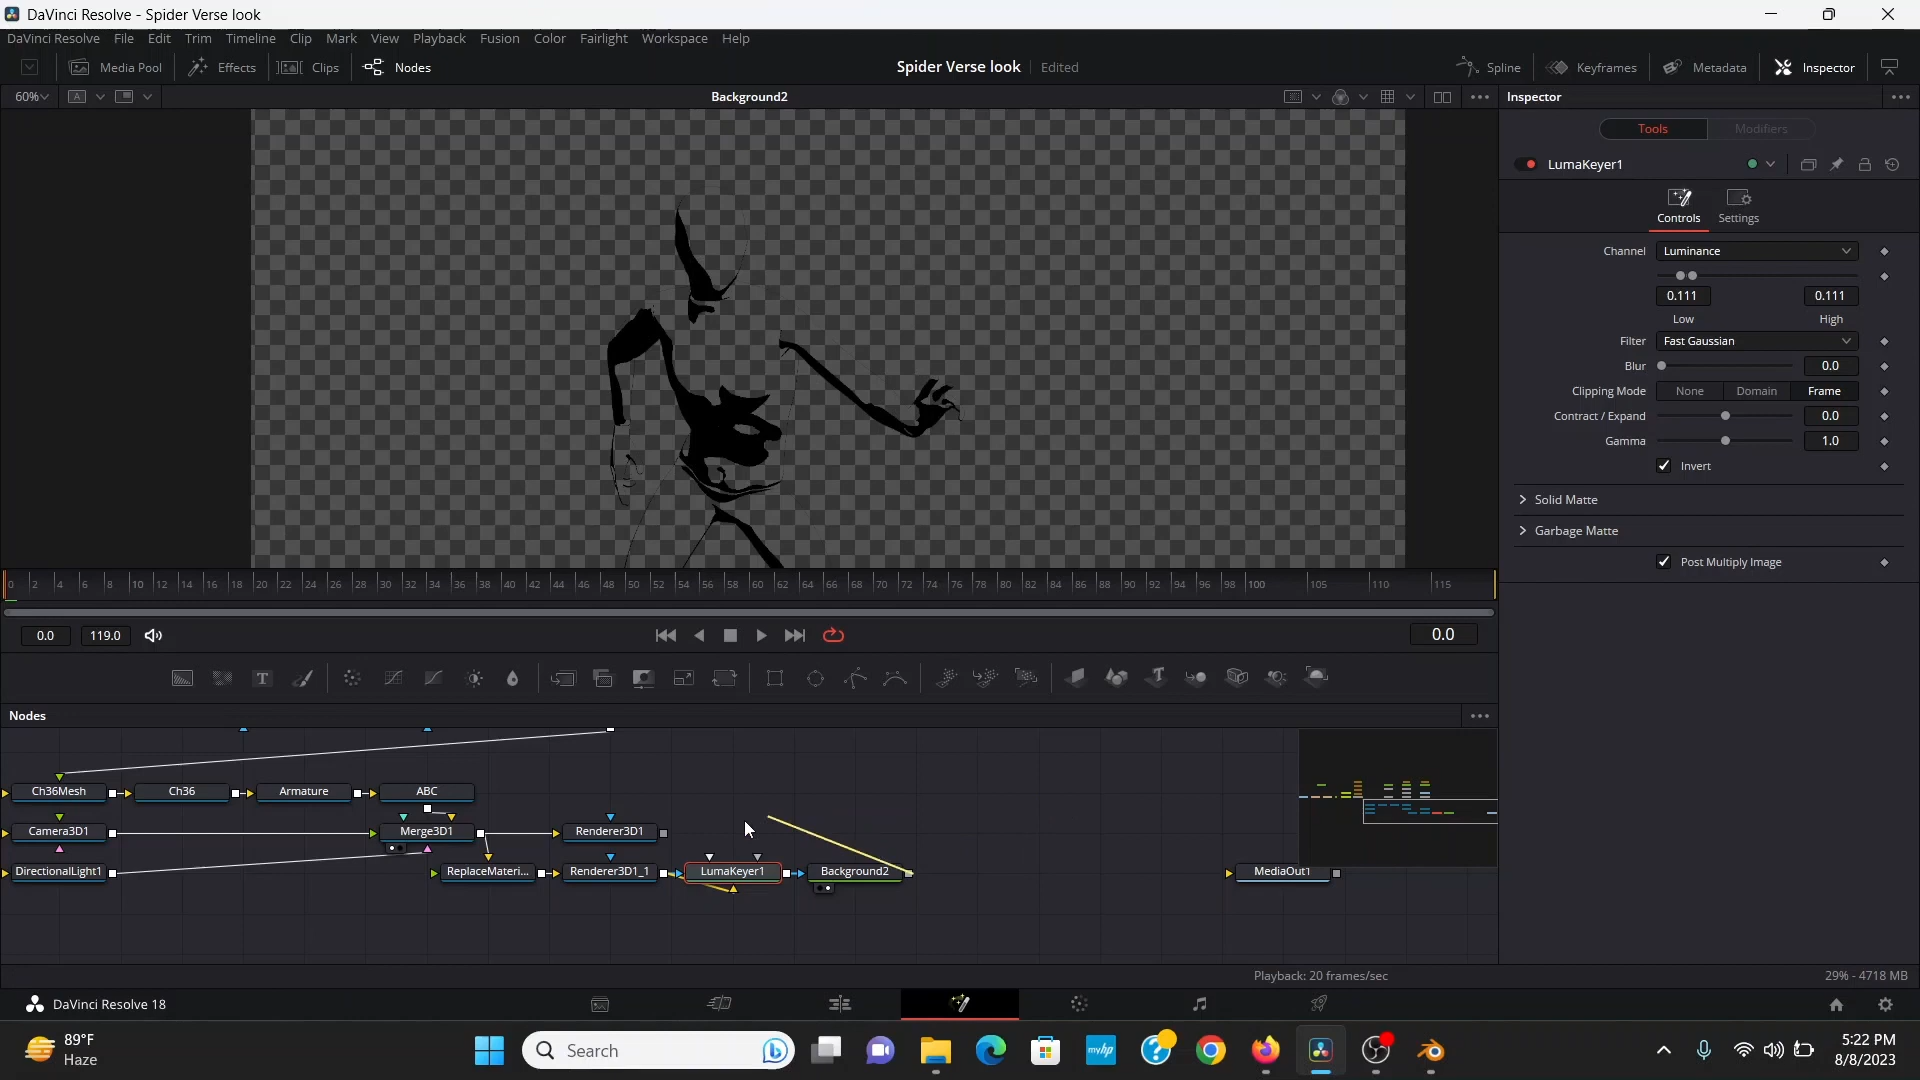 DaVinci Resolve - Spider Verse look
DaVinci Resolve File Edit Trim Timeline Clip Mark View Playback Fusion Color Fairlight Workspace Help
Media Pool Effects Clips Nodes Spider Verse look Edited Spline Keyframes Metadata Inspector
60% A Background2 Inspector
Tools Modifiers
LumaKeyer1
Controls Settings
Channel Luminance
0.111 0.111
Low High
Filter Fast Gaussian
Blur 0.0
Clipping Mode None Domain Frame
Contract / Expand 0.0
Gamma 1.0
Invert
Solid Matte
Garbage Matte
Post Multiply Image
0 2 4 6 8 10 12 14 16 18 20 22 24 26 28 30 32 34 36 38 40 42 44 46 48 50 52 54 56 58 60 62 64 66 68 70 72 74 76 78 80 82 84 86 88 90 92 94 96 98 100 105 110 115
0.0 119.0 0.0
T T
Nodes
Ch36Mesh Ch36 Armature ABC
Camera3D1 Merge3D1 Renderer3D1
DirectionalLight1 ReplaceMateri... Renderer3D1_1 LumaKeyer1 Background2 MediaOut1
Playback: 20 frames/sec 29% - 4718 MB
DaVinci Resolve 18
89°F
Haze
Search
myhp
5:22 PM
8/8/2023